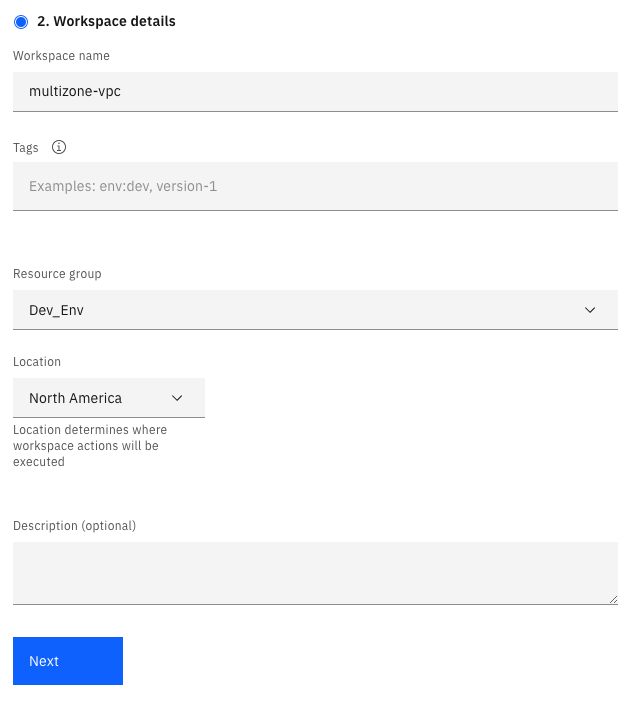 2. Workspace details
Workspace name
multizone-vpc
Tags
Examples: env:dev, version-1
Resource group
Dev_Env
Location
North America
Location determines where
workspace actions will be
executed
Description (optional)
Next